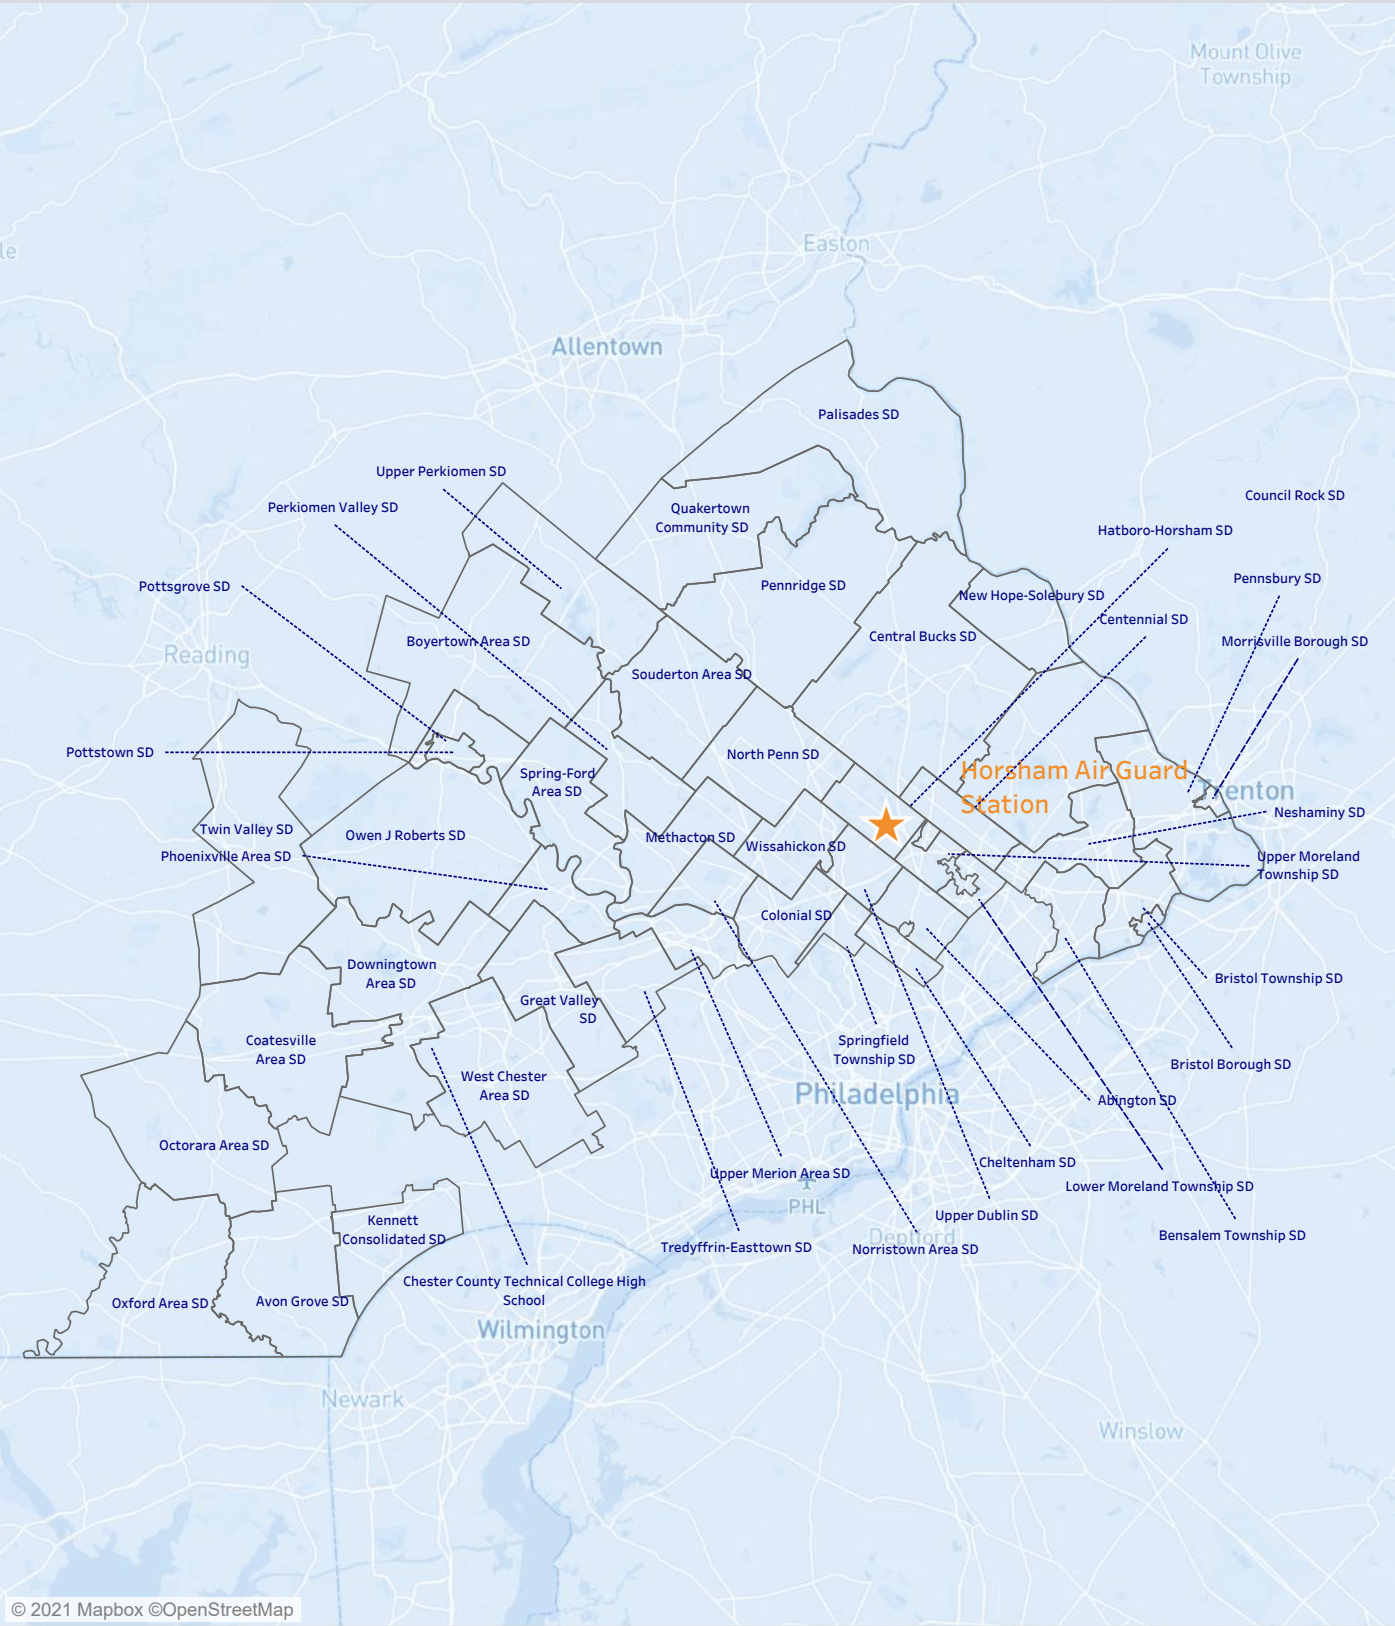 Mount Olive
Township
le
Easton
Allentown
Palisades SD
Upper Perkiomen SD
Council Rock SD
Perkiomen Valley SD
Quakertown
Community SD
Hatboro-Horsham SD
Pennsbury SD
Pottsgrove SD
Pennridge SD
New Hope-Solebury SD
Centennial SD
Central Bucks SD
Boyertown Area SD
Morrisville Borough SD
Reading
Souderton Area SD
Pottstown SD
North Penn SD
Horsham Air Guard
Station
Spring-Ford
Area SD
Trenton
Neshaminy SD
Twin Valley SD
Owen J Roberts SD
Methacton SD
Wissahickon SD
Phoenixville Area SD
Upper Moreland
Township SD
Colonial SD
Downingtown
Area SD
Bristol Township SD
Great Valley
SD
Coatesville
Area SD
Springfield
Township SD
Bristol Borough SD
West Chester
Area SD
Philadelphia
Abington SD
Octorara Area SD
Cheltenham SD
Upper Merion Area SD
Lower Moreland Township SD
PHL
Upper Dublin SD
Kennett
Consolidated SD
Deptford
Bensalem Township SD
Tredyffrin-Easttown SD
Norristown Area SD
Chester County Technical College High
School
Oxford Area SD
Avon Grove SD
Wilmington
Newark
Winslow
© 2021 Mapbox ©OpenStreetMap